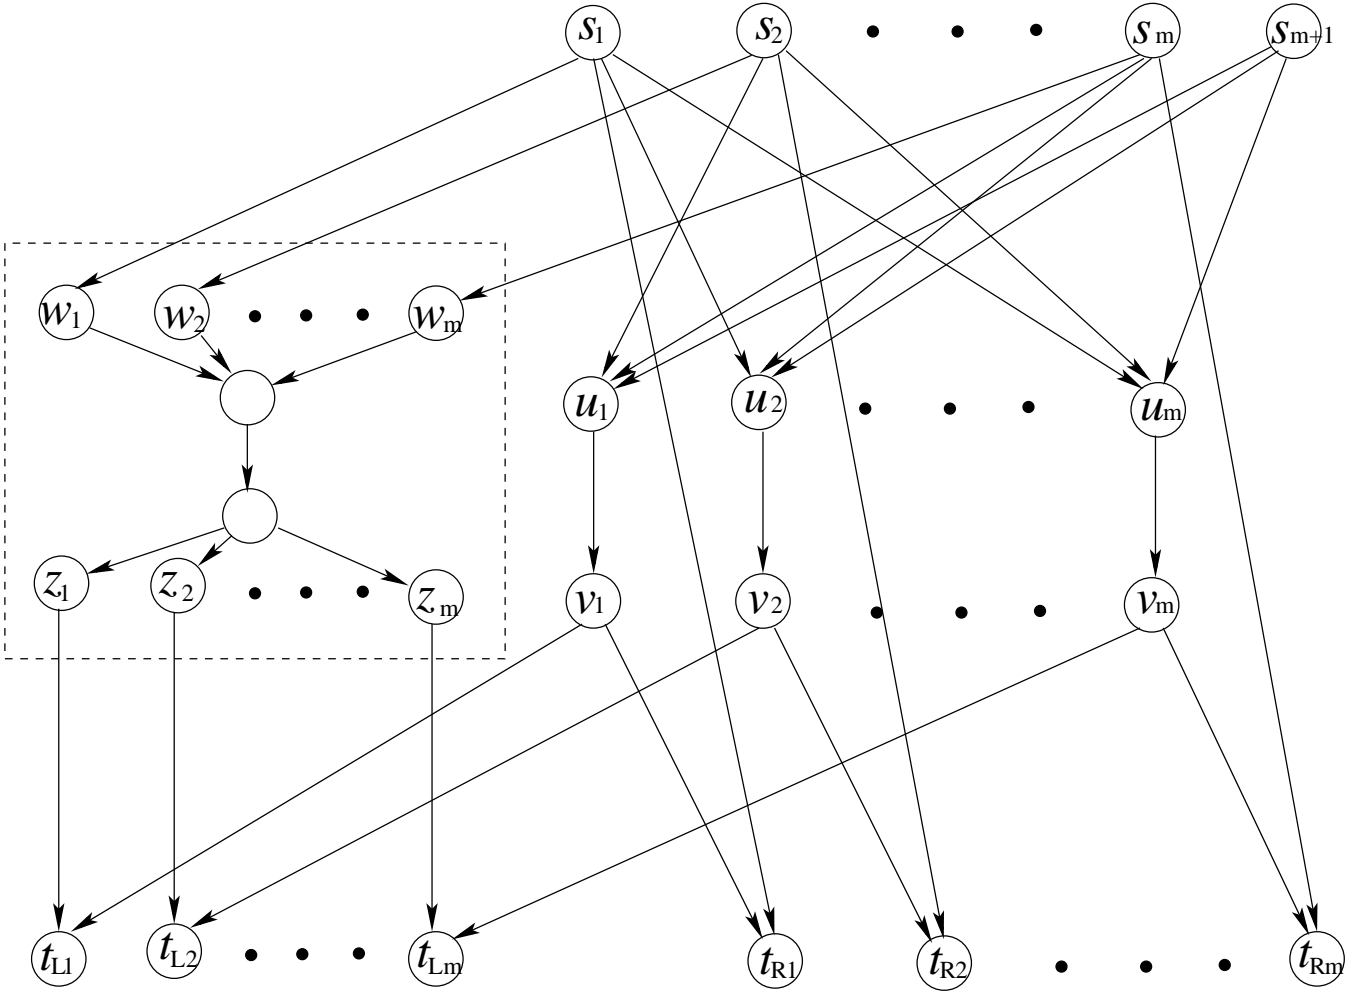 s1 s2 sm sm+1
w1 w2 wm
u1 u2 um
z1 z2 zm
v1 v2 vm
tL1 tL2 tLm tR1 tR2 tRm